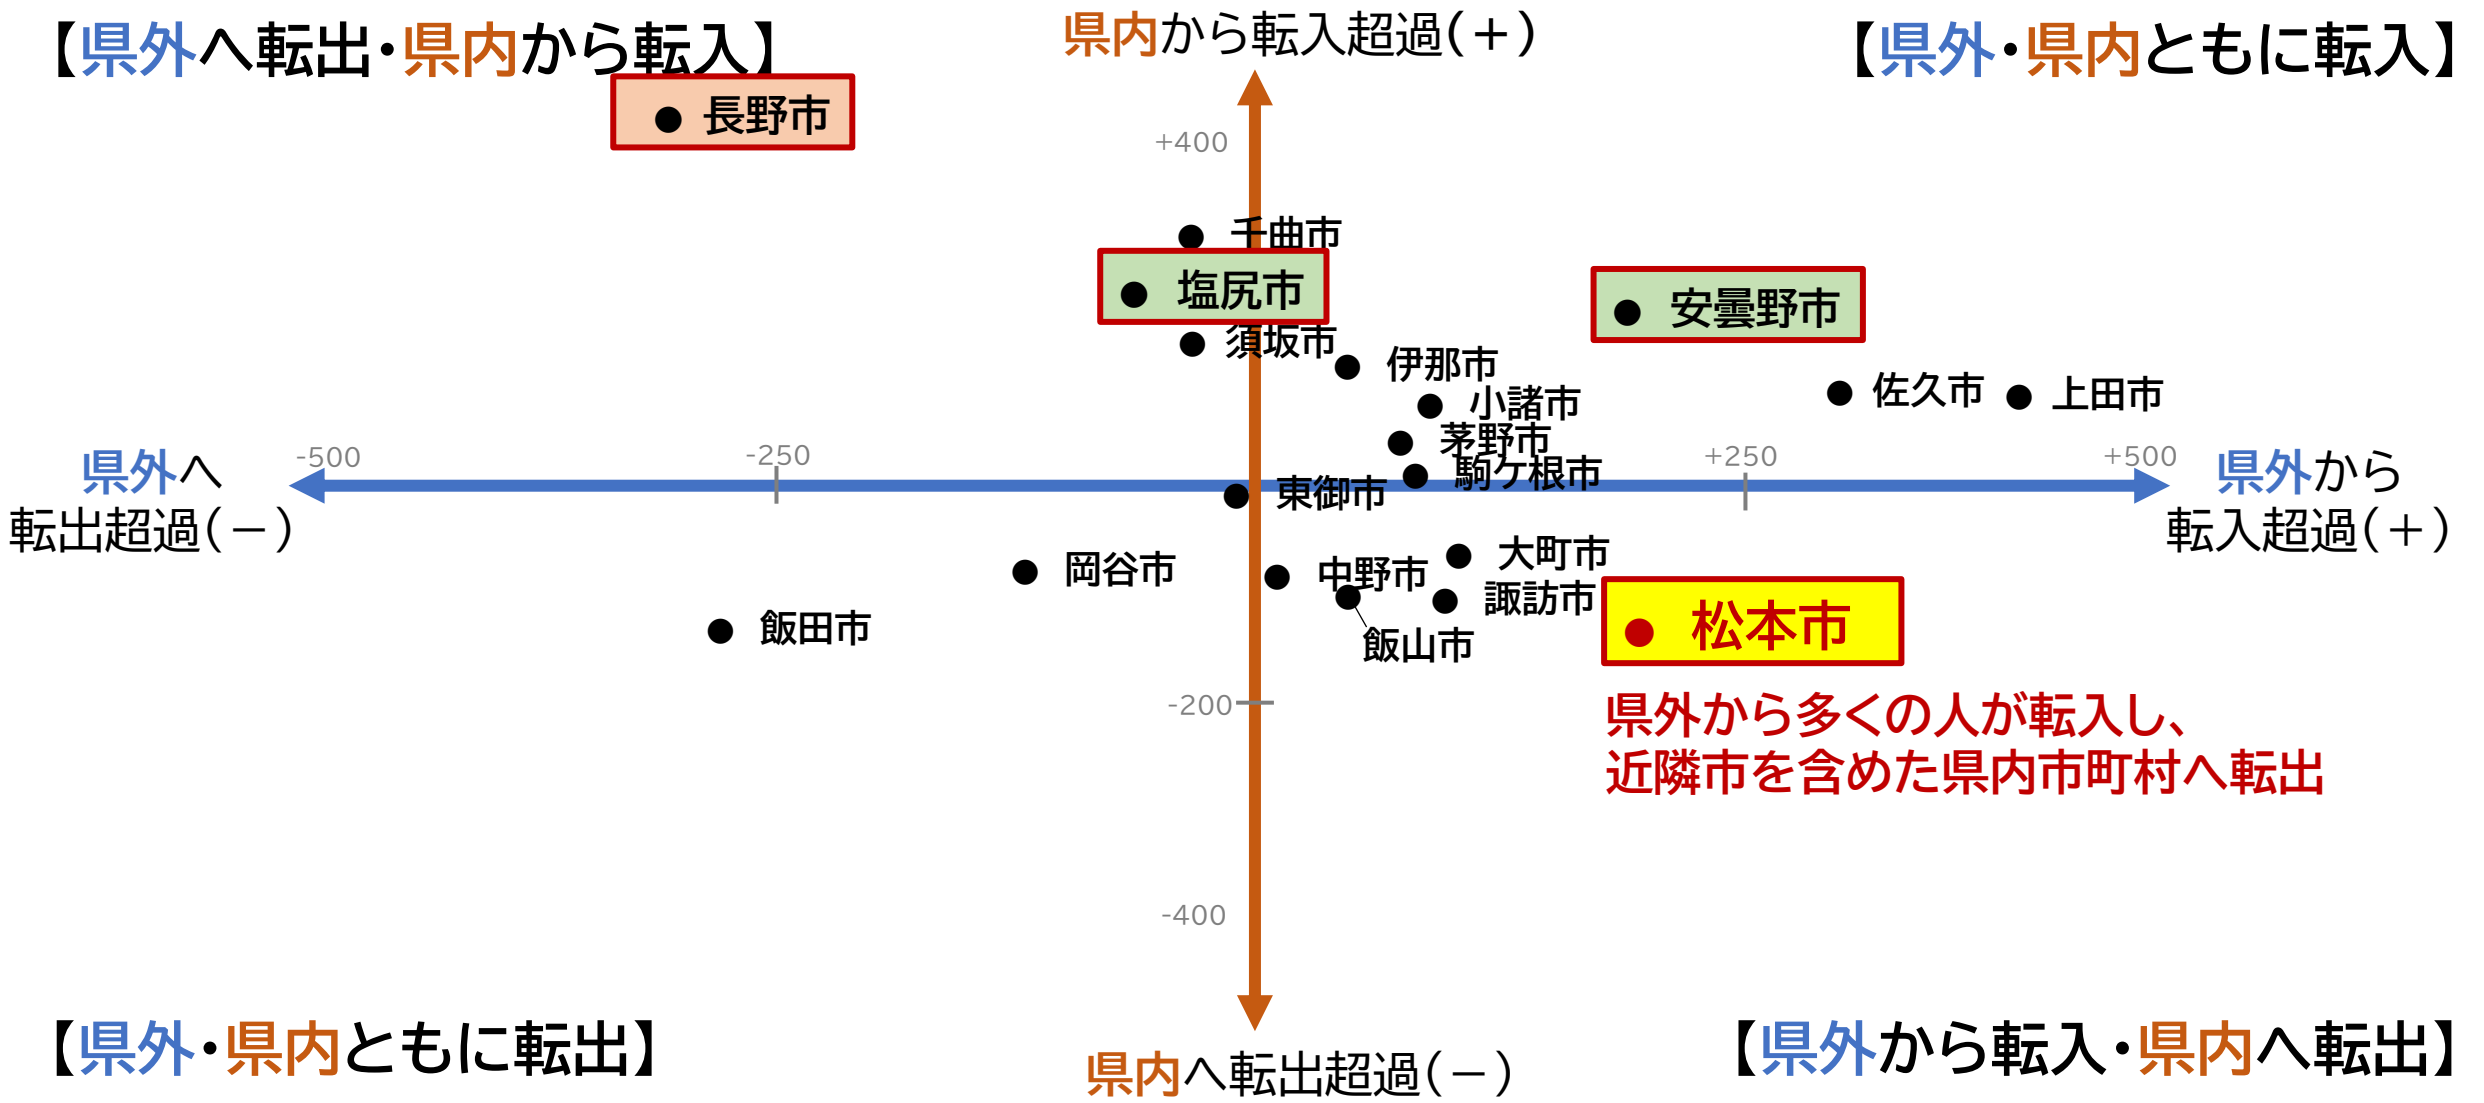 【県外へ転出・県内から転入】
県内から転入超過(+)
【県外・県内ともに転入】
長野市
+400
千曲市
塩尻市
安曇野市
須坂市
伊那市
佐久市
上田市
小諸市
茅野市
-500
-250
+250
+500
駒ケ根市
県外へ
転出超過(-)
県外から
転入超過(+)
東御市
大町市
岡谷市
中野市
諏訪市
飯田市
飯山市
松本市
-200
県外から多くの人が転入し、
近隣市を含めた県内市町村へ転出
-400
【県外・県内ともに転出】
県内へ転出超過(-)
【県外から転入・県内へ転出】